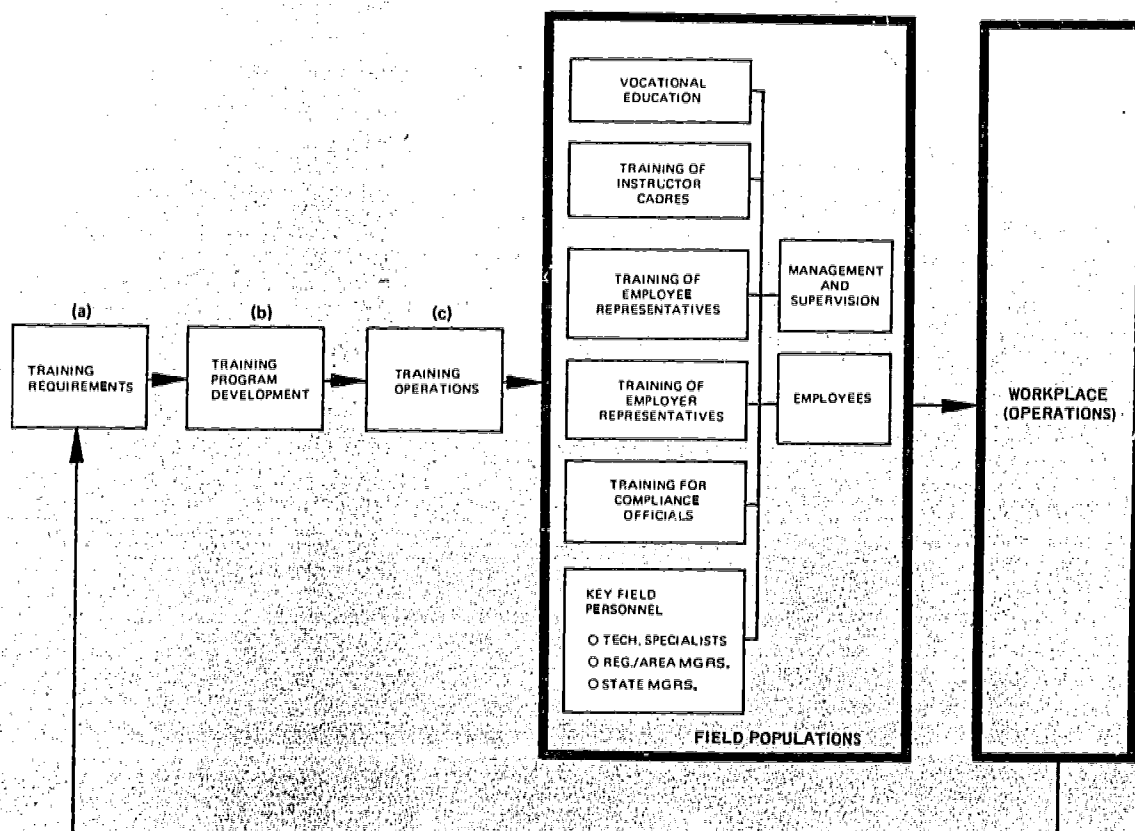 (a)
TRAINING
REQUIREMENTS
(b)
TRAINING
PROGRAM
DEVELOPMENT
(c)
TRAINING
OPERATIONS
VOCATIONAL
EDUCATION
TRAINING OF
INSTRUCTOR
CADRES
TRAINING OF
EMPLOYEE
REPRESENTATIVES
TRAINING OF
EMPLOYER
REPRESENTATIVES
TRAINING FOR
COMPLIANCE
OFFICIALS
KEY FIELD
PERSONNEL
O TECH. SPECIALISTS
O REG./AREA MGRS.
O STATE MGRS.
MANAGEMENT
AND
SUPERVISION
EMPLOYEES
FIELD POPULATIONS
WORKPLACE
(OPERATIONS)